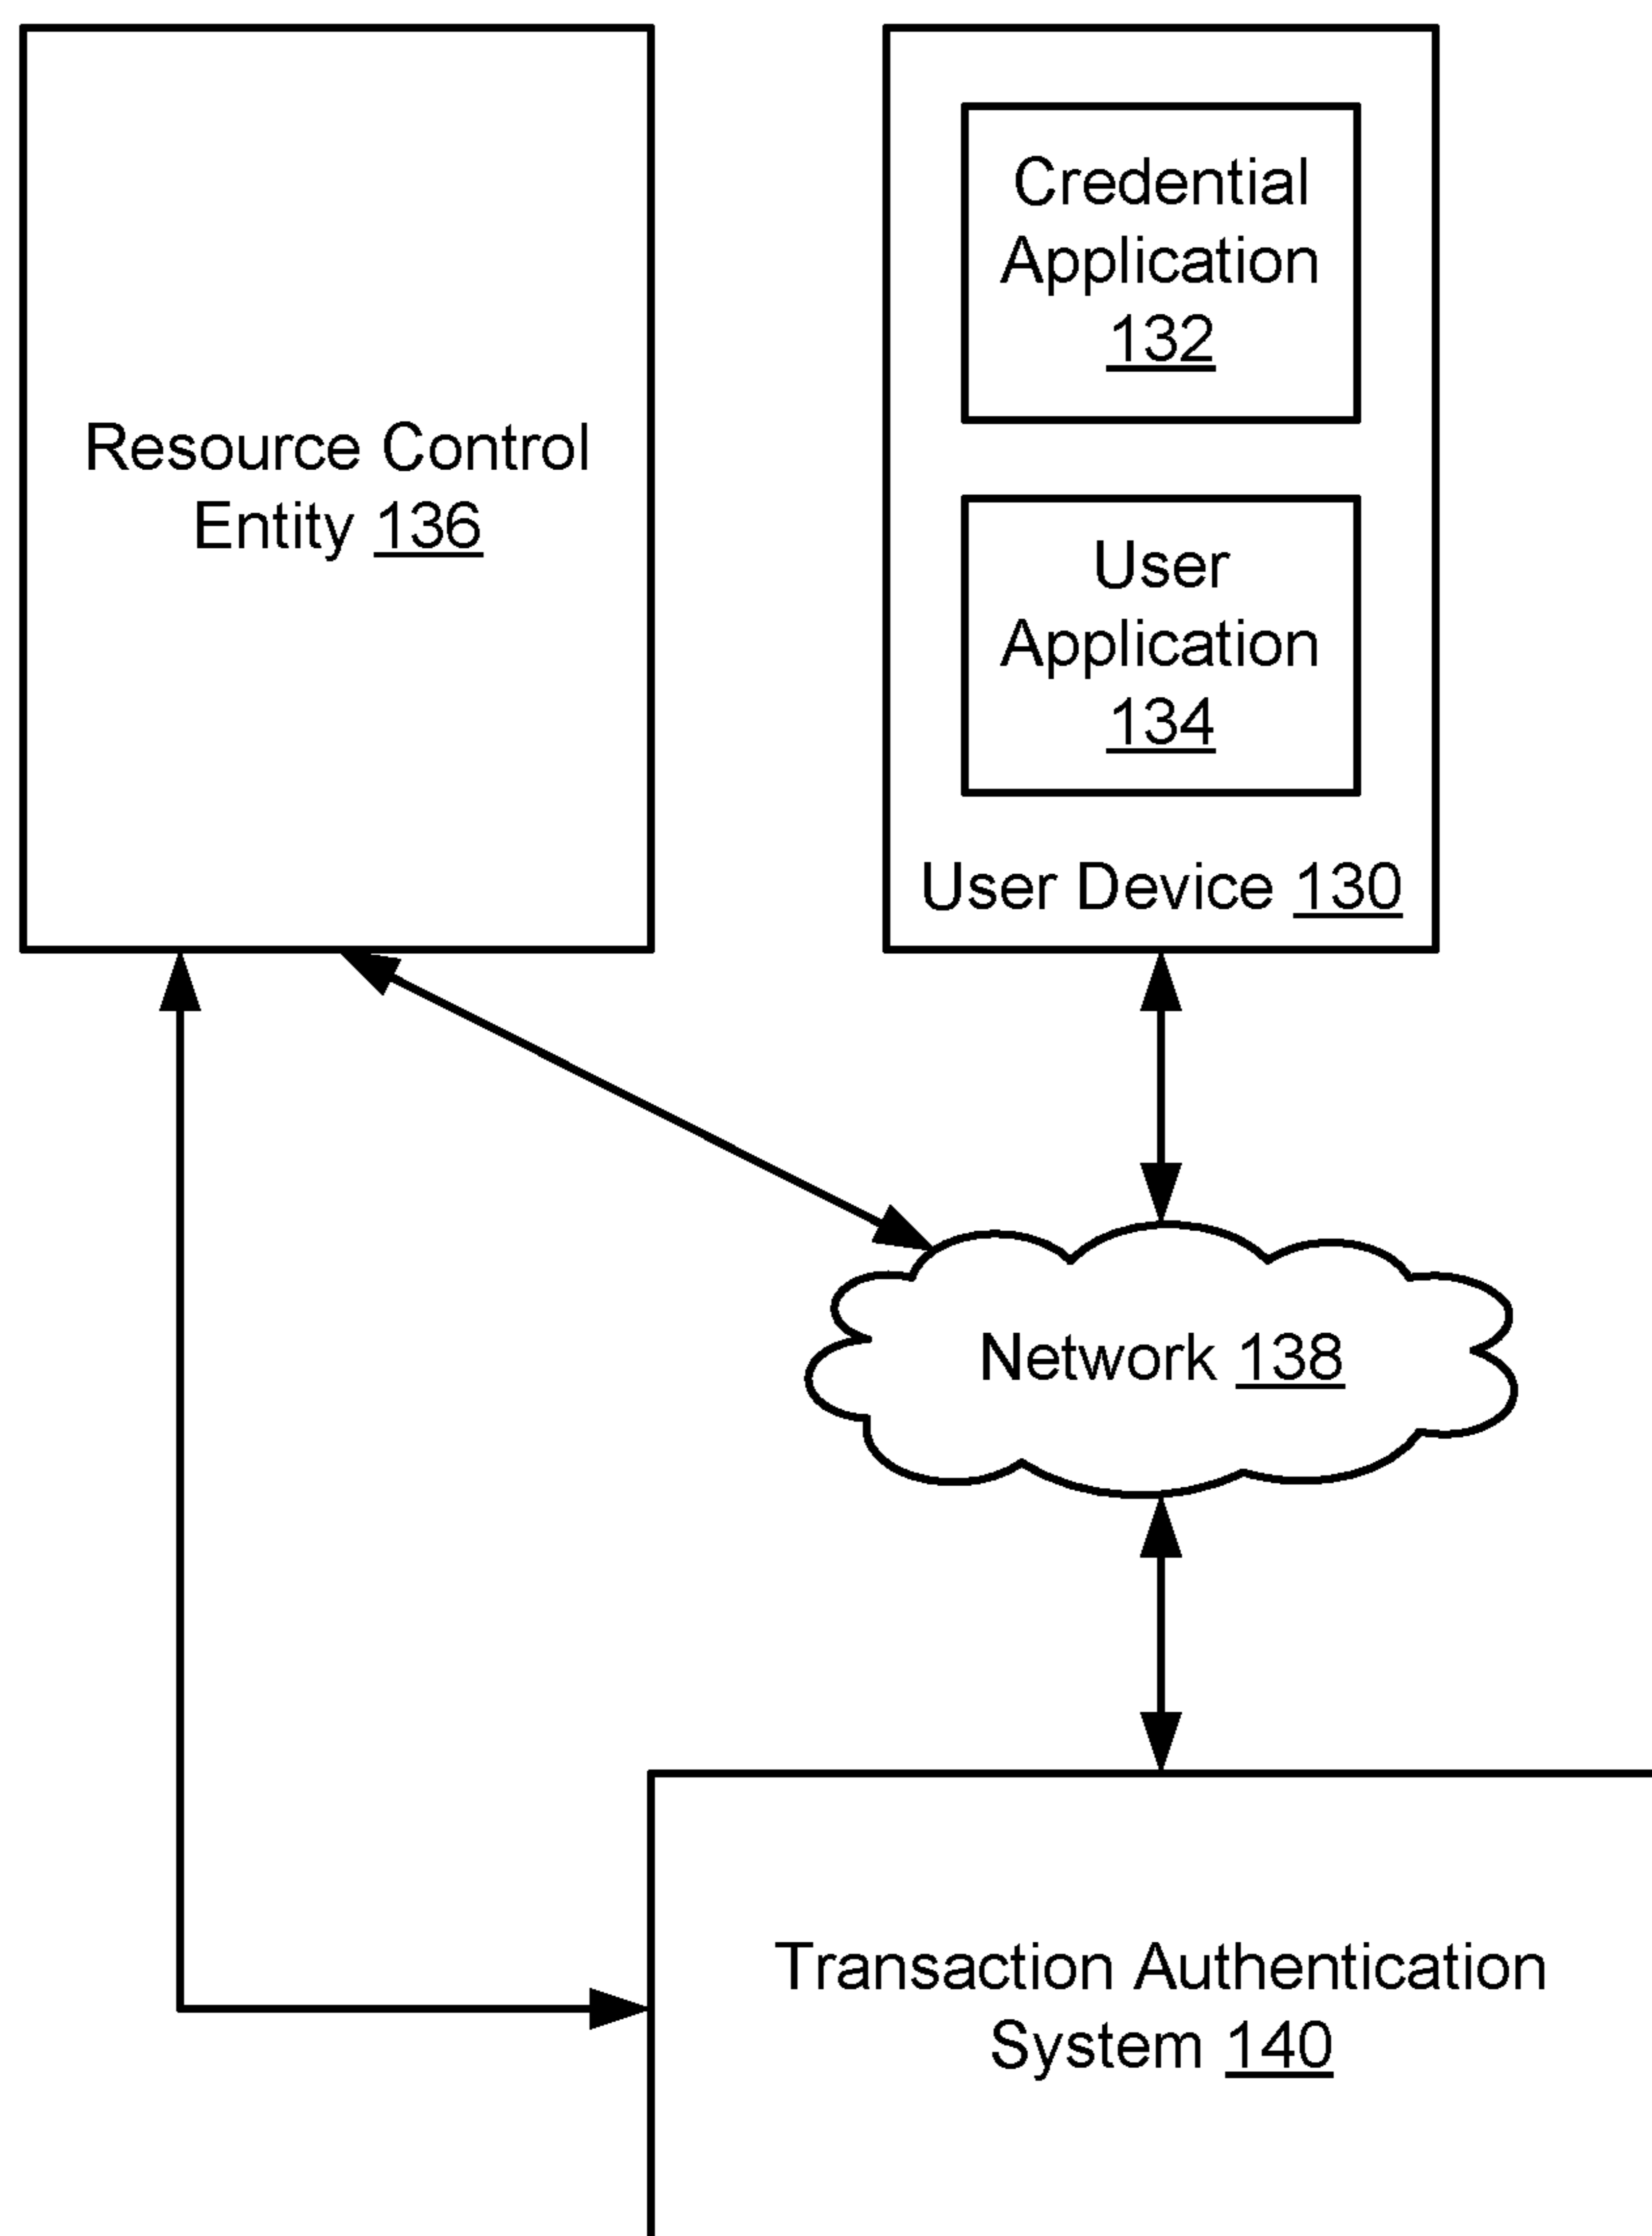 Resource Control
Entity 136
Credential
Application
132
User
Application
134
User Device 130
Network 138
Transaction Authentication
System 140